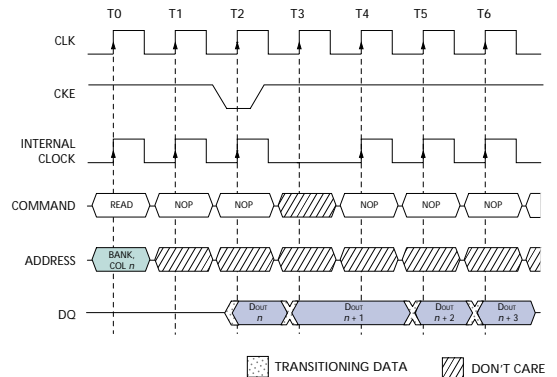 T0 T1 T2 T3 T4 T5 T6
CLK
CKE
INTERNAL
CLOCK
COMMAND READ NOP NOP NOP NOP NOP
ADDRESS BANK,
COL n
DQ DOUT DOUT DOUT DOUT
n n + 1 n + 2 n + 3
TRANSITIONING DATA DON'T CARE